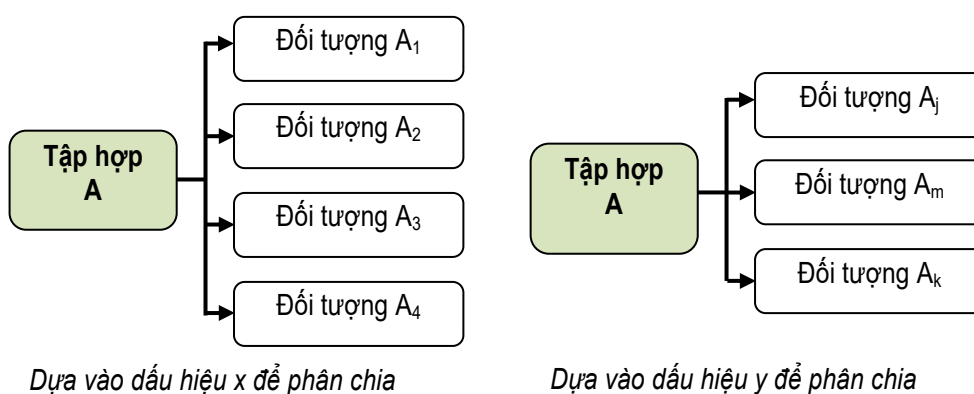 Đối tượng A₁
Đối tượng A₂
Tập hợp
A
Đối tượng A₃
Đối tượng A₄
Dựa vào dấu hiệu x để phân chia
Đối tượng Aⱼ
Tập hợp
A
Đối tượng Aₘ
Đối tượng Aₖ
Dựa vào dấu hiệu y để phân chia